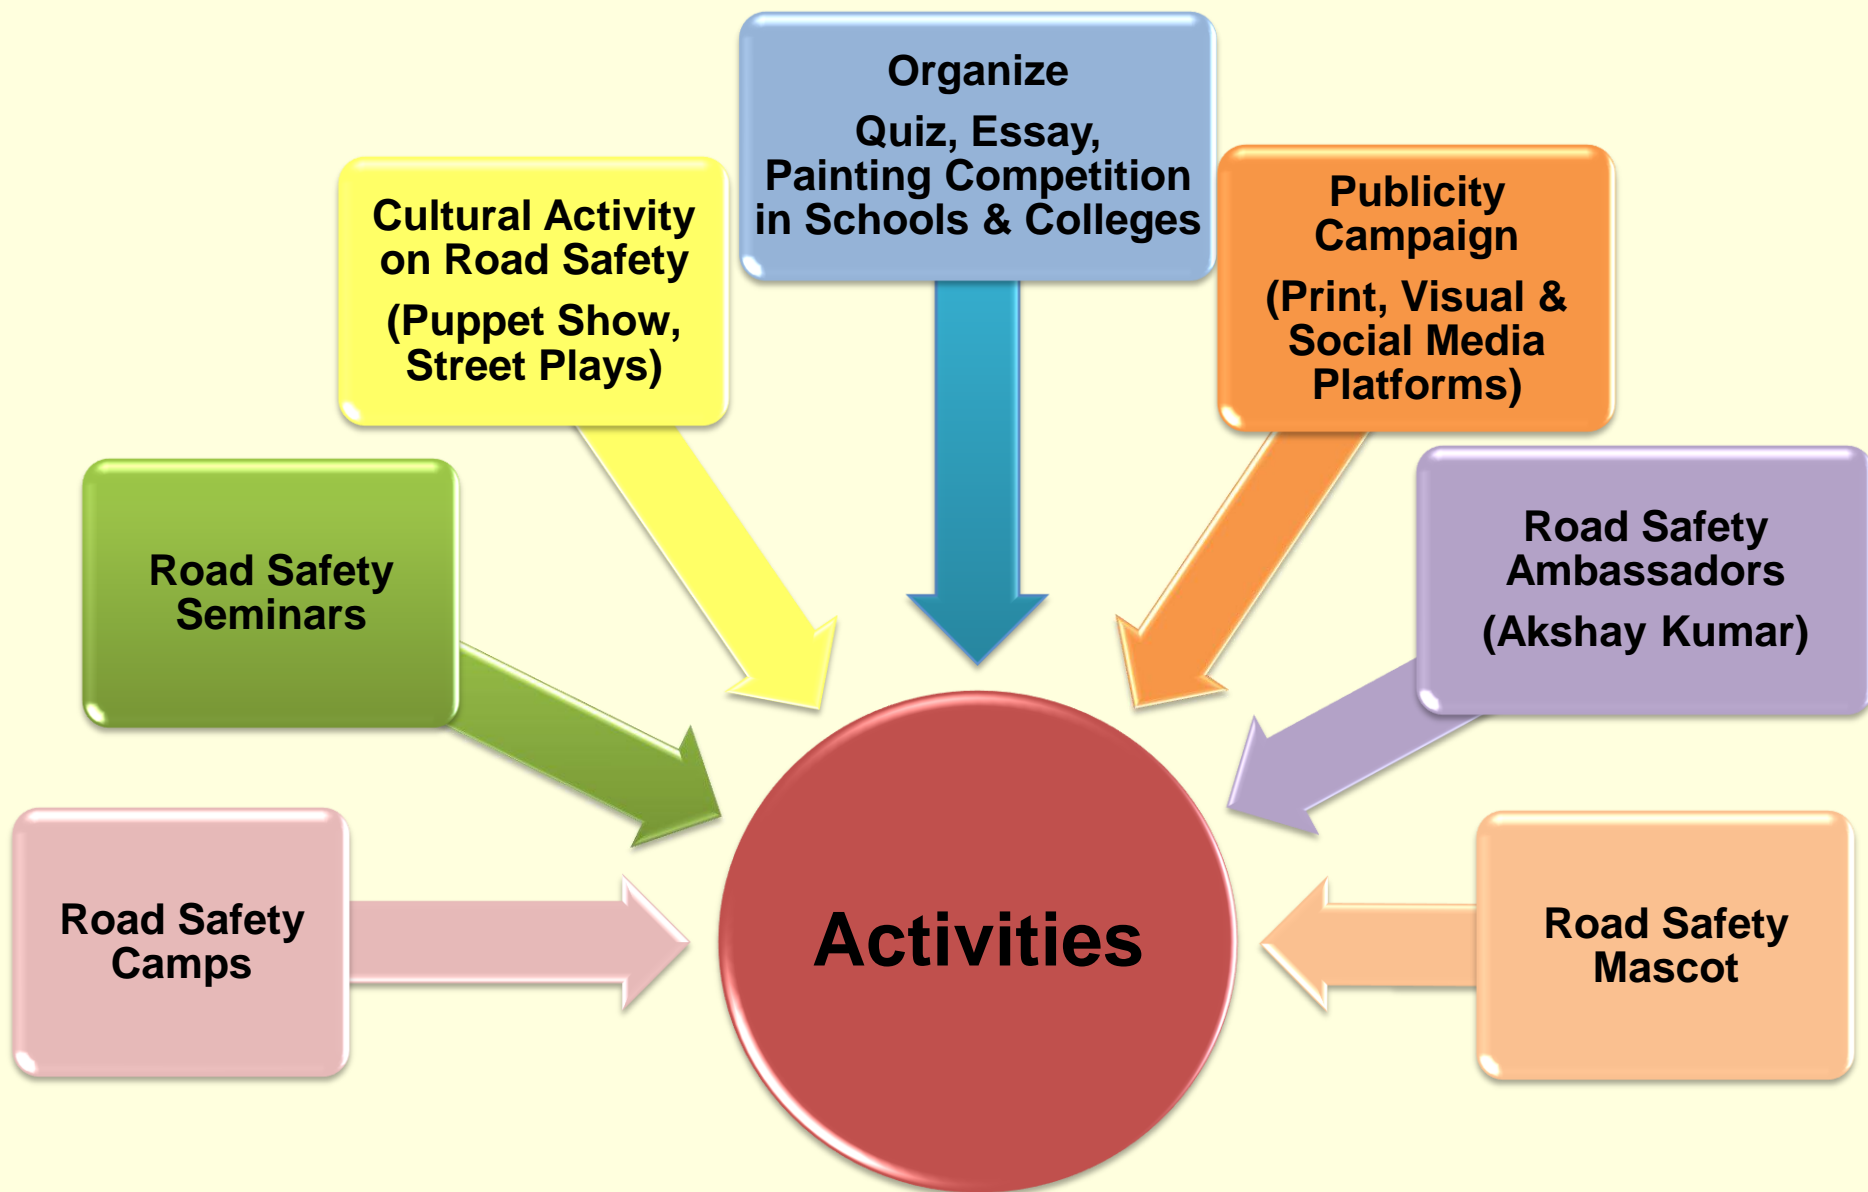 Organize
Quiz, Essay,
Painting Competition
in Schools & Colleges
Cultural Activity
on Road Safety
(Puppet Show,
Street Plays)
Publicity
Campaign
(Print, Visual &
Social Media
Platforms)
Road Safety
Seminars
Road Safety
Ambassadors
(Akshay Kumar)
Road Safety
Camps
Activities
Road Safety
Mascot